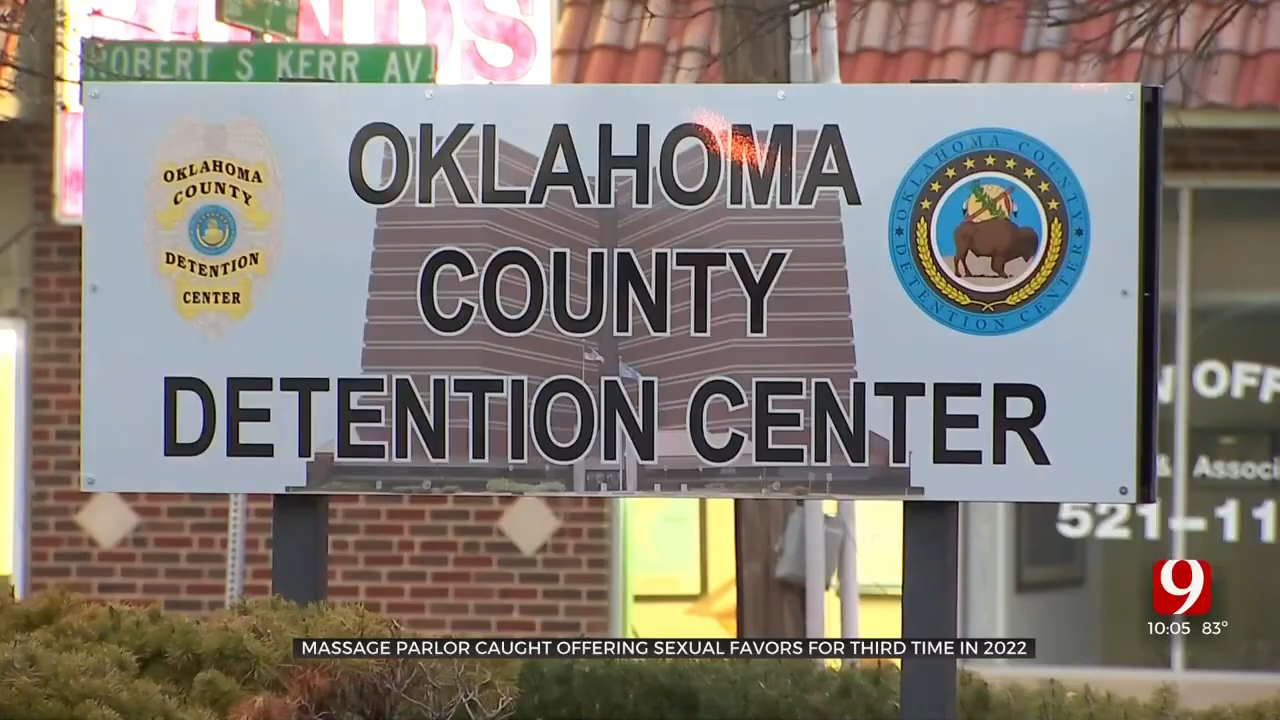 ROBERT S KERR AV
OKLAHOMA
COUNTY
DETENTION CENTER
OKLAHOMA
COUNTY
DETENTION
CENTER
OKLAHOMA COUNTY
DETENTION CENTER
& Associ
521-11
9
10:05 83°
MASSAGE PARLOR CAUGHT OFFERING SEXUAL FAVORS FOR THIRD TIME IN 2022